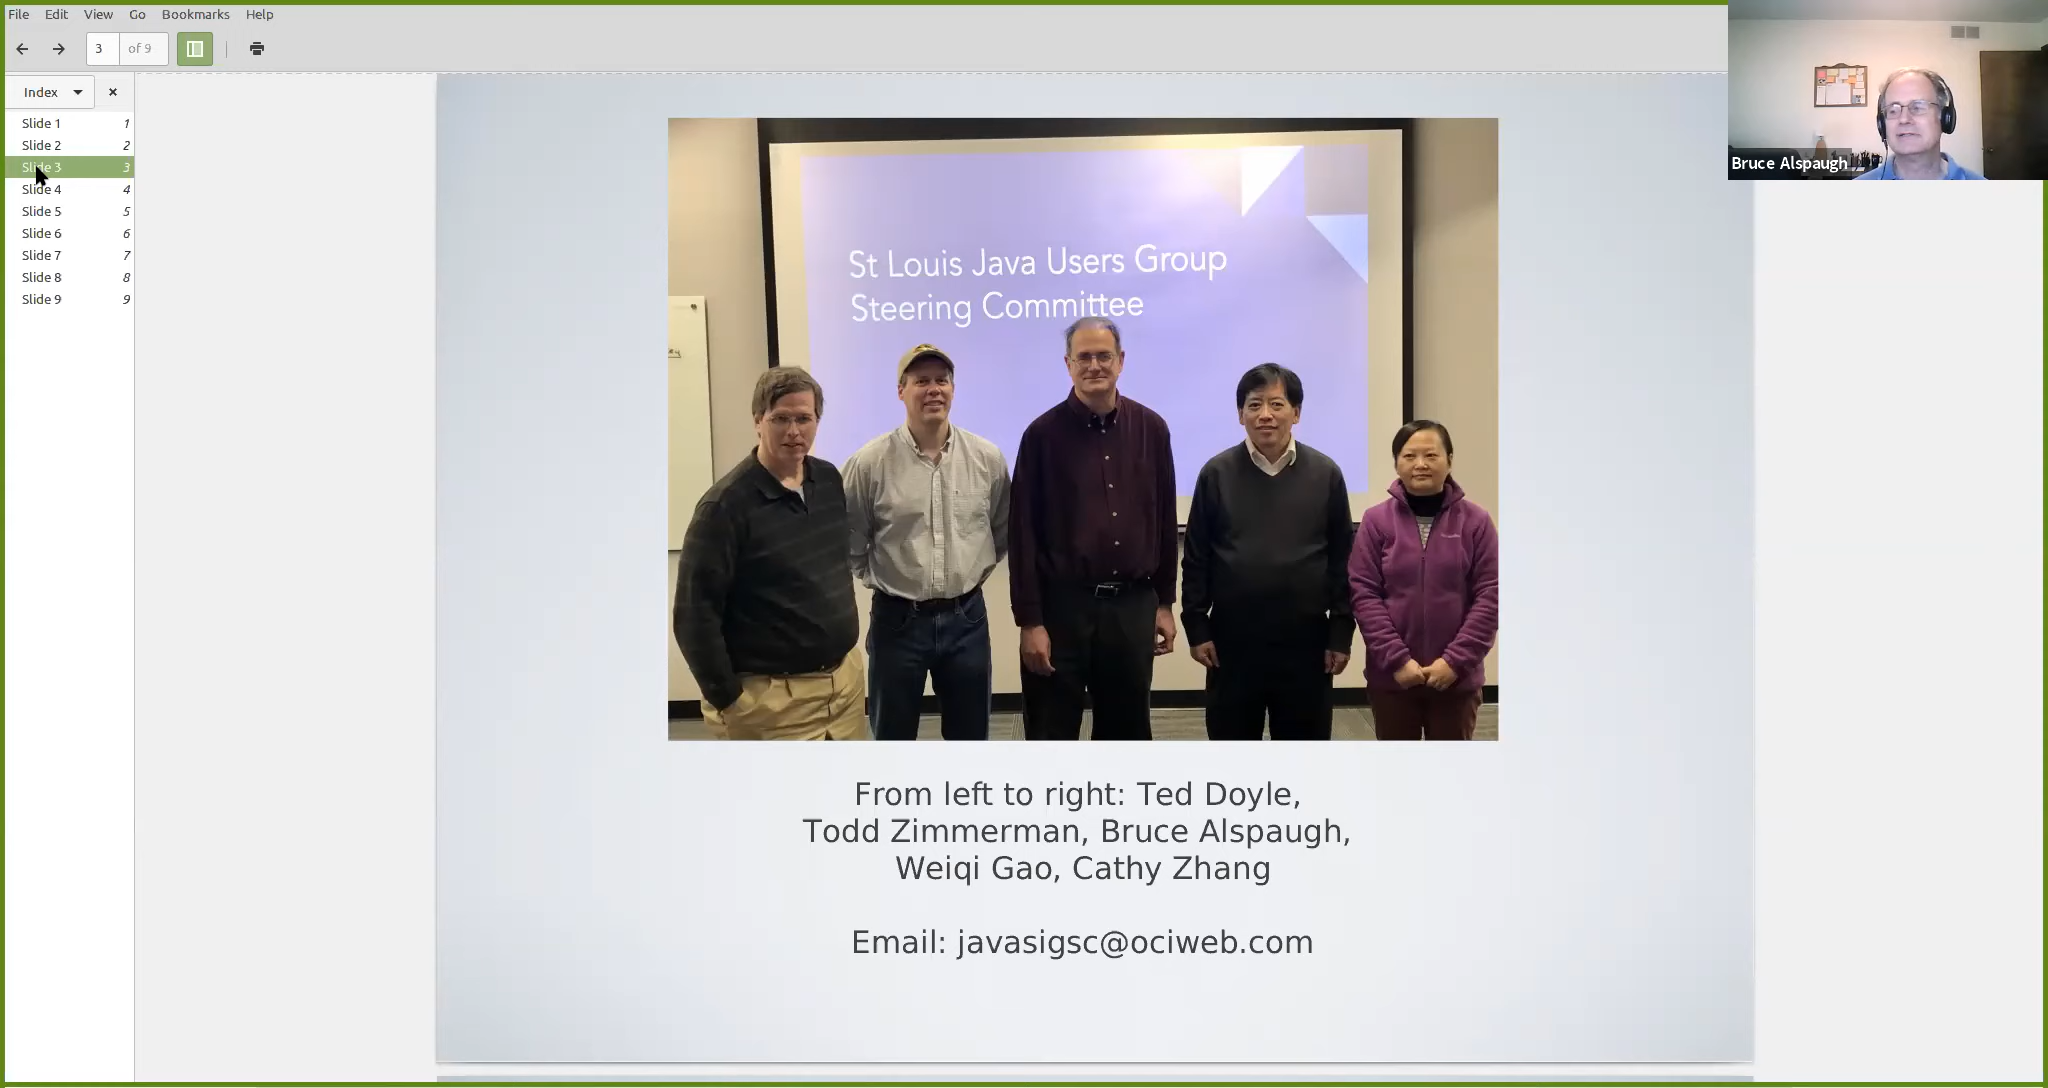 File Edit View Go Bookmarks Help
3 of 9
Index
Slide 1 1
Slide 2 2
Slide 3 3
Slide 4 4
Slide 5 5
Slide 6 6
Slide 7 7
Slide 8 8
Slide 9 9
Bruce Alspaugh
St Louis Java Users Group
Steering Committee
From left to right: Ted Doyle,
Todd Zimmerman, Bruce Alspaugh,
Weiqi Gao, Cathy Zhang
Email: javasigsc@ociweb.com